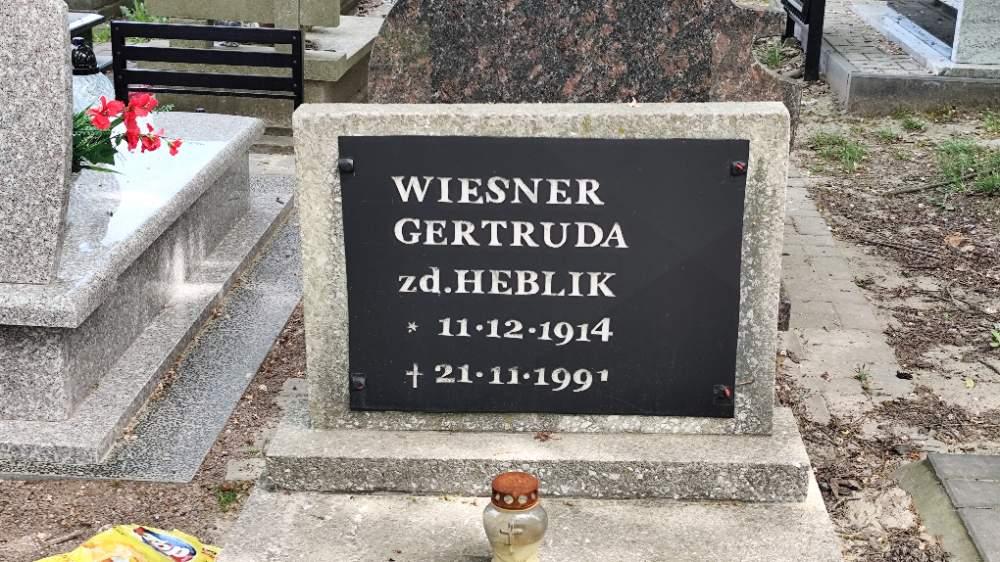 WIESNER
GERTRUDA
zd.HEBLIK
* 11·12·1914
† 21·11·1991